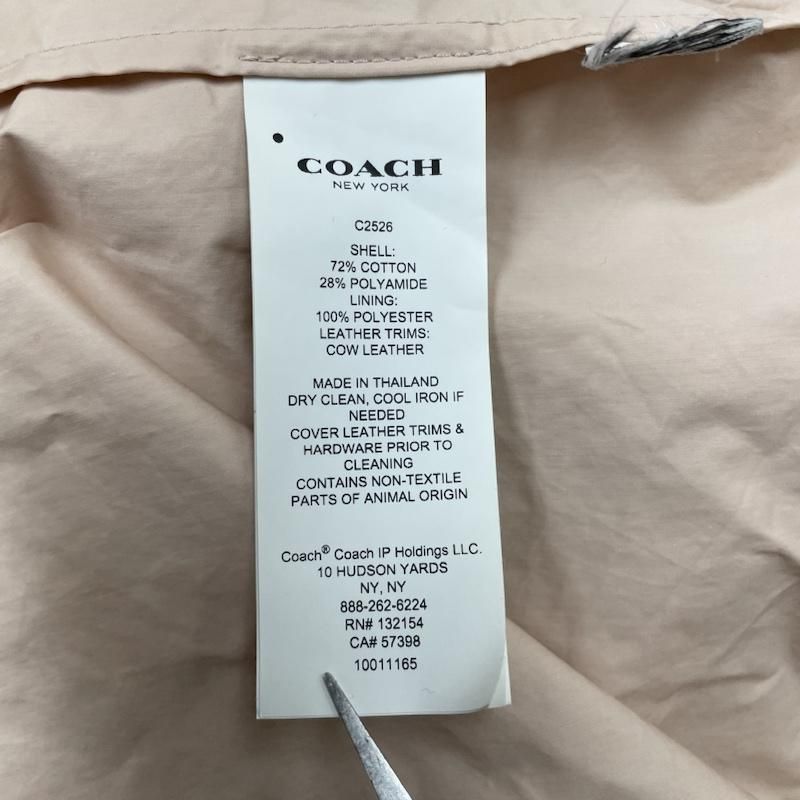 COACH
NEW YORK
C2526
SHELL:
72% COTTON
28% POLYAMIDE
LINING:
100% POLYESTER
LEATHER TRIMS:
COW LEATHER
MADE IN THAILAND
DRY CLEAN, COOL IRON IF
NEEDED
COVER LEATHER TRIMS &
HARDWARE PRIOR TO
CLEANING
CONTAINS NON-TEXTILE
PARTS OF ANIMAL ORIGIN
Coach® Coach IP Holdings LLC.
10 HUDSON YARDS
NY, NY
888-262-6224
RN# 132154
CA# 57398
10011165